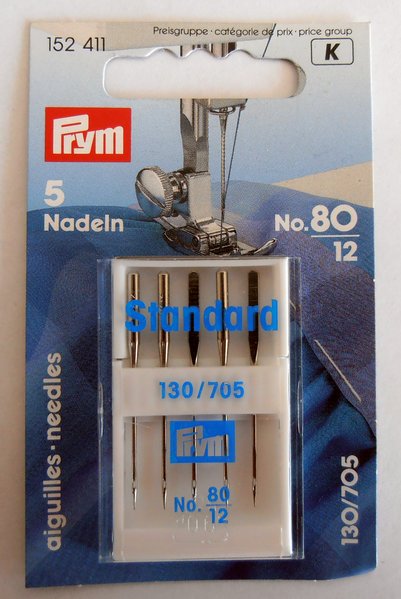 Preisgruppe · catégorie de prix · price group
152 411
K
Prym
5
Nadeln
No. 80
12
Standard
130/705
Prym
No. 80
12
aiguilles · needles
130/705